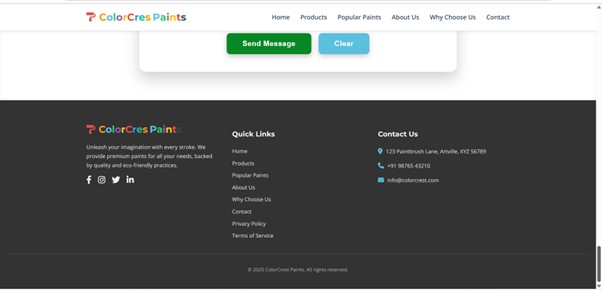 ColorCres Paints
Home Products Popular Paints About Us Why Choose Us Contact
Send Message Clear
ColorCres Paints
Unleash your imagination with every stroke. We
provide premium paints for all your needs, backed
by quality and eco-friendly practices.
Quick Links
Home
Products
Popular Paints
About Us
Why Choose Us
Contact
Privacy Policy
Terms of Service
Contact Us
123 Paintbrush Lane, Artville, XYZ 56789
+91 98765 43210
info@colorcrest.com
© 2025 ColorCrest Paints. All rights reserved.